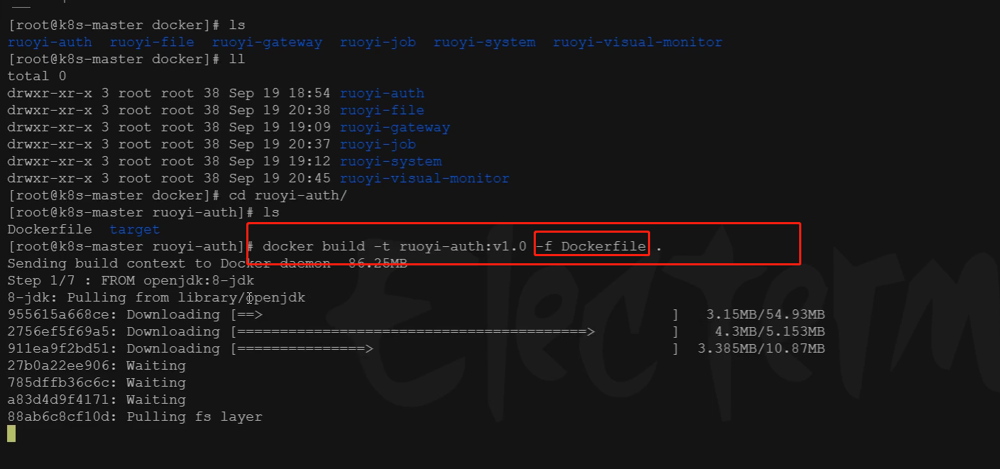 [root@k8s-master docker]# ls
ruoyi-auth  ruoyi-file  ruoyi-gateway  ruoyi-job  ruoyi-system  ruoyi-visual-monitor
[root@k8s-master docker]# ll
total 0
drwxr-xr-x 3 root root 38 Sep 19 18:54 ruoyi-auth
drwxr-xr-x 3 root root 38 Sep 19 20:38 ruoyi-file
drwxr-xr-x 3 root root 38 Sep 19 19:09 ruoyi-gateway
drwxr-xr-x 3 root root 38 Sep 19 20:37 ruoyi-job
drwxr-xr-x 3 root root 38 Sep 19 19:12 ruoyi-system
drwxr-xr-x 3 root root 38 Sep 19 20:45 ruoyi-visual-monitor
[root@k8s-master docker]# cd ruoyi-auth/
[root@k8s-master ruoyi-auth]# ls
Dockerfile  target
[root@k8s-master ruoyi-auth]# docker build -t ruoyi-auth:v1.0 -f Dockerfile .
Sending build context to Docker daemon  86.25MB
Step 1/7 : FROM openjdk:8-jdk
8-jdk: Pulling from library/openjdk
955615a668ce: Downloading [==>                                                ]   3.15MB/54.93MB
2756ef5f69a5: Downloading [=========================================>         ]    4.3MB/5.153MB
911ea9f2bd51: Downloading [===============>                                   ]  3.385MB/10.87MB
27b0a22ee906: Waiting
785dffb36c6c: Waiting
a83d4d9f4171: Waiting
88ab6c8cf10d: Pulling fs layer
Electerm